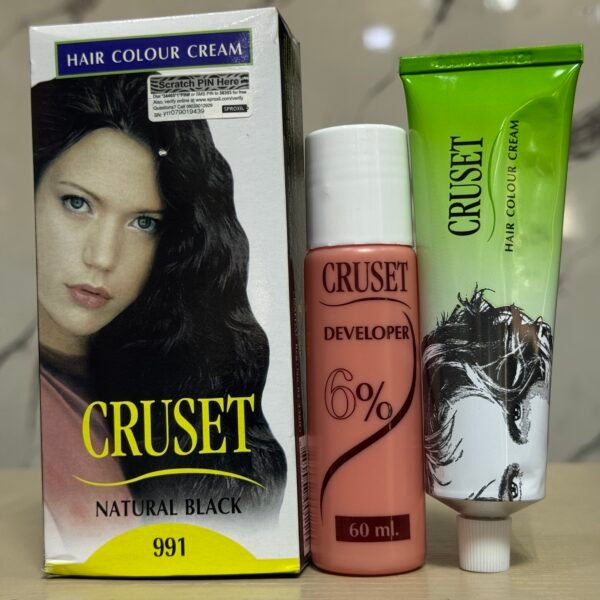 HAIR COLOUR CREAM
Scratch PIN Here
SPROXIL
CRUSET
NATURAL BLACK
991
CRUSET
DEVELOPER
6%
60 ml.
CRUSET
HAIR COLOUR CREAM